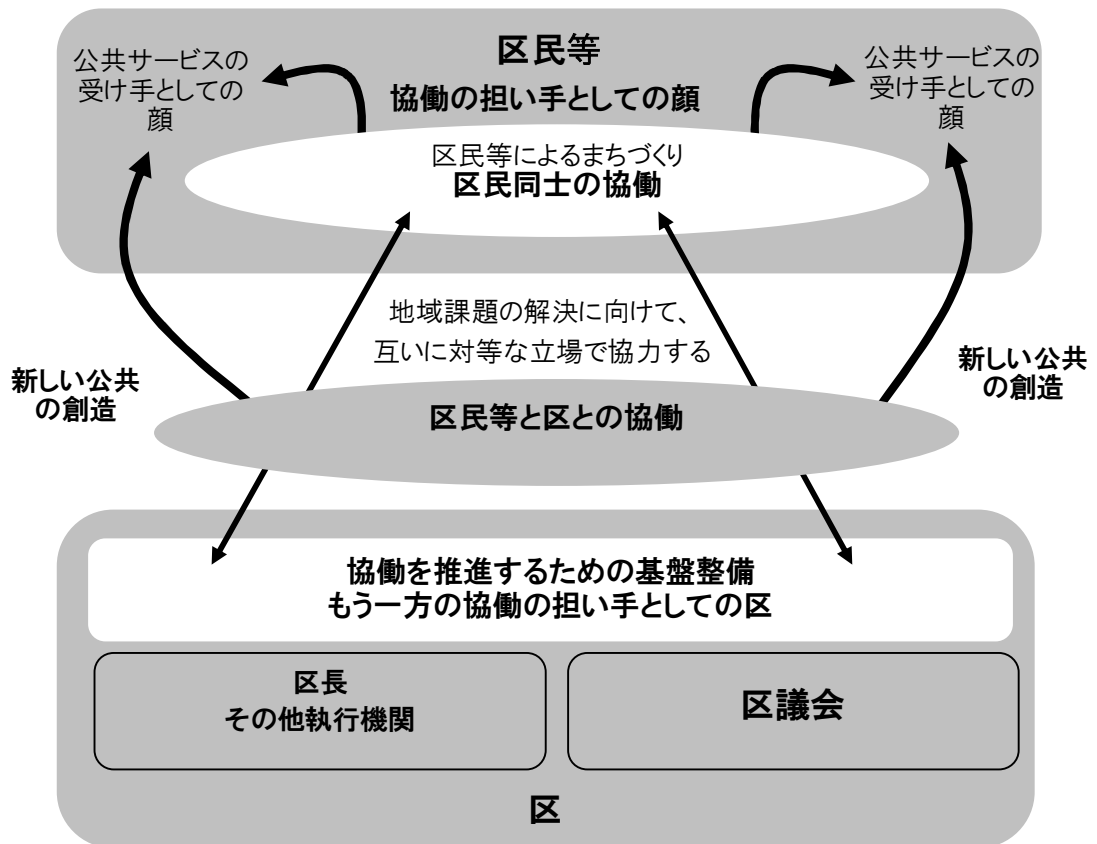 区民等
協働の担い手としての顔
公共サービスの
受け手としての
顔
公共サービスの
受け手としての
顔
区民等によるまちづくり
区民同士の協働
地域課題の解決に向けて、
互いに対等な立場で協力する
新しい公共
の創造
新しい公共
の創造
区民等と区との協働
協働を推進するための基盤整備
もう一方の協働の担い手としての区
区長
その他執行機関
区議会
区